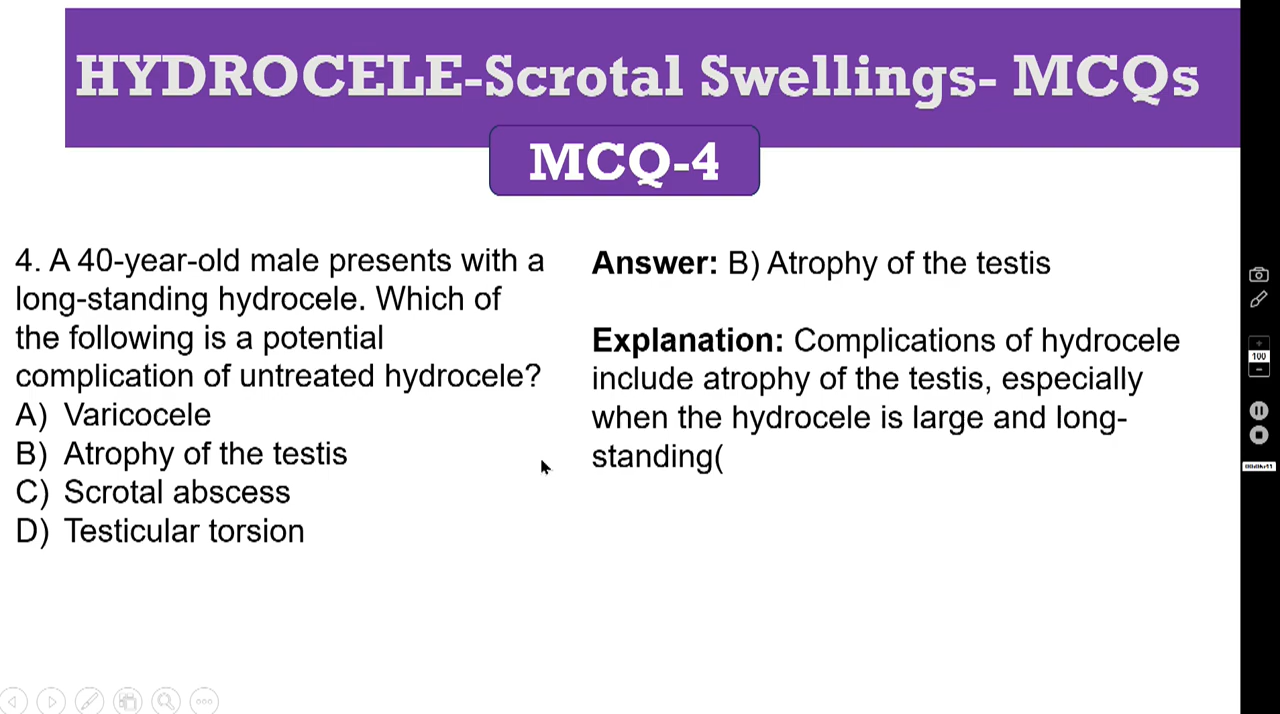 HYDROCELE-Scrotal Swellings- MCQs
MCQ-4
4. A 40-year-old male presents with a
long-standing hydrocele. Which of
the following is a potential
complication of untreated hydrocele?
A) Varicocele
B) Atrophy of the testis
C) Scrotal abscess
D) Testicular torsion
Answer: B) Atrophy of the testis
Explanation: Complications of hydrocele
include atrophy of the testis, especially
when the hydrocele is large and long-
standing(
100